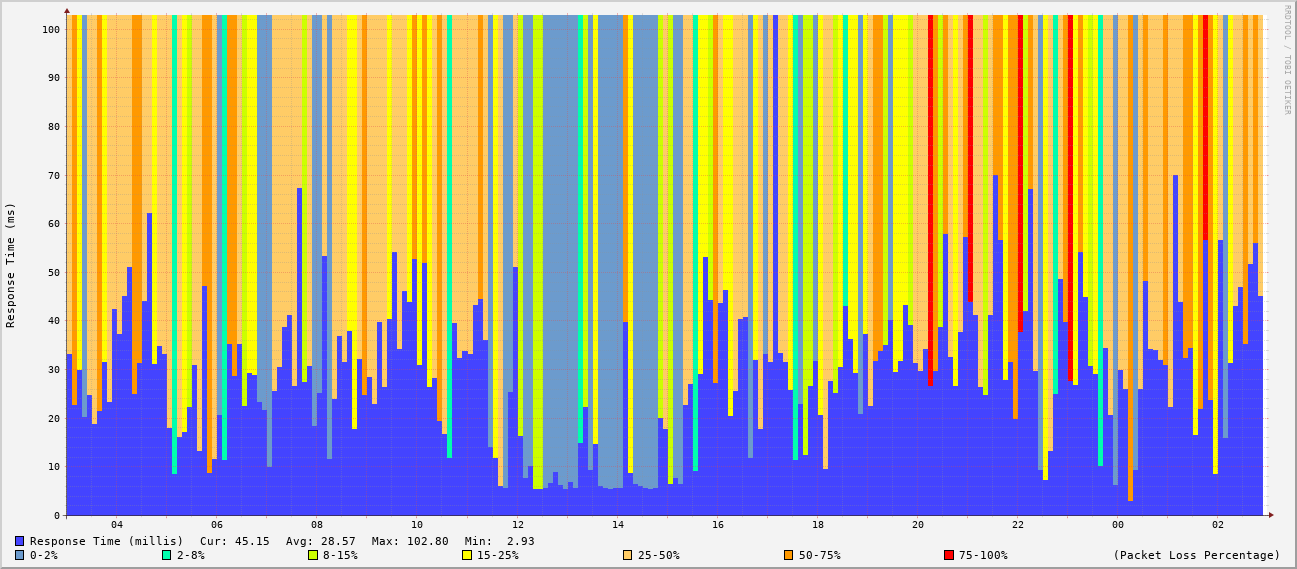 RRDTOOL / TOBI OETIKER
Response Time (ms)
100
90
80
70
60
50
40
30
20
10
0
04 06 08 10 12 14 16 18 20 22 00 02
Response Time (millis) Cur: 45.15 Avg: 28.57 Max: 102.80 Min: 2.93
0-2% 2-8% 8-15% 15-25% 25-50% 50-75% 75-100% (Packet Loss Percentage)